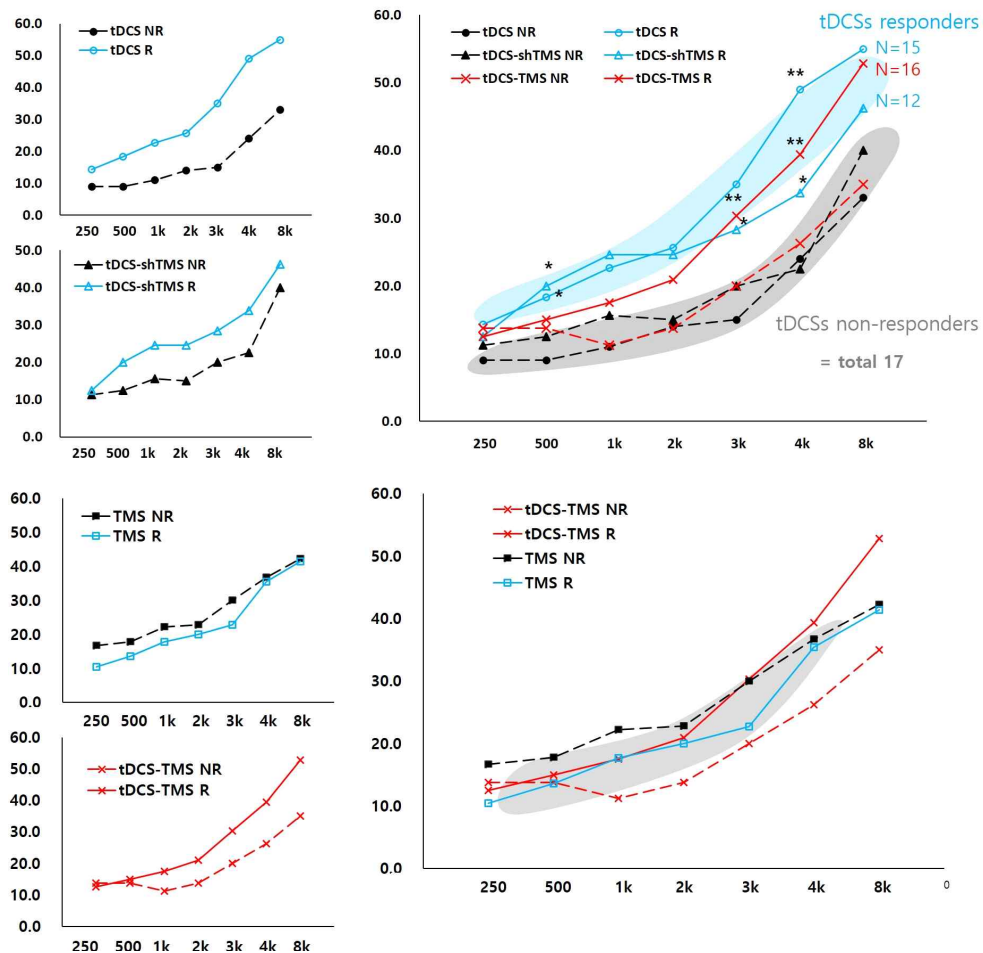 60.0
50.0
40.0
30.0
20.0
10.0
0.0
tDCS NR
tDCS R
250 500 1k 2k 3k 4k 8k
50.0
40.0
30.0
20.0
10.0
0.0
tDCS-shTMS NR
tDCS-shTMS R
250 500 1k 2k 3k 4k 8k
60.0
50.0
40.0
30.0
20.0
10.0
0.0
tDCS NR
tDCS R
tDCS-shTMS NR
tDCS-shTMS R
tDCS-TMS NR
tDCS-TMS R
tDCSs responders
N=15
N=16
N=12
**
**
*
**
*
*
*
tDCSs non-responders
= total 17
250 500 1k 2k 3k 4k 8k
60.0
50.0
40.0
30.0
20.0
10.0
0.0
TMS NR
TMS R
250 500 1k 2k 3k 4k 8k
60.0
50.0
40.0
30.0
20.0
10.0
0.0
tDCS-TMS NR
tDCS-TMS R
250 500 1k 2k 3k 4k 8k
60.0
50.0
40.0
30.0
20.0
10.0
0.0
tDCS-TMS NR
tDCS-TMS R
TMS NR
TMS R
250 500 1k 2k 3k 4k 8k
0